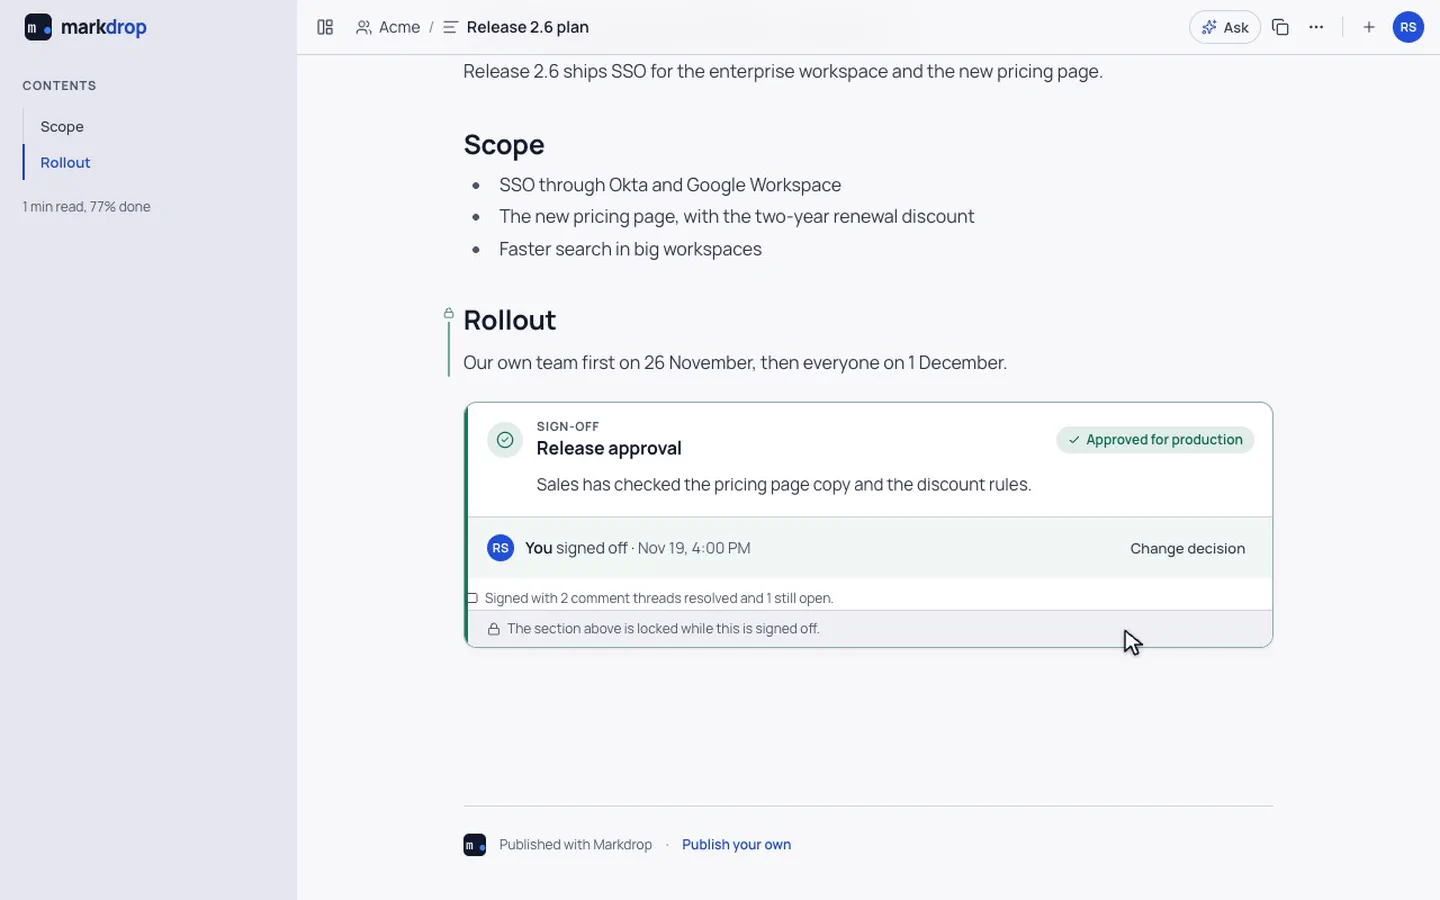 markdrop
Acme / Release 2.6 plan
Ask
RS
CONTENTS
Scope
Rollout
1 min read, 77% done
Release 2.6 ships SSO for the enterprise workspace and the new pricing page.
Scope
• SSO through Okta and Google Workspace
• The new pricing page, with the two-year renewal discount
• Faster search in big workspaces
Rollout
Our own team first on 26 November, then everyone on 1 December.
SIGN-OFF
Release approval
Approved for production
Sales has checked the pricing page copy and the discount rules.
RS You signed off · Nov 19, 4:00 PM
Change decision
Signed with 2 comment threads resolved and 1 still open.
The section above is locked while this is signed off.
m
Published with Markdrop · Publish your own